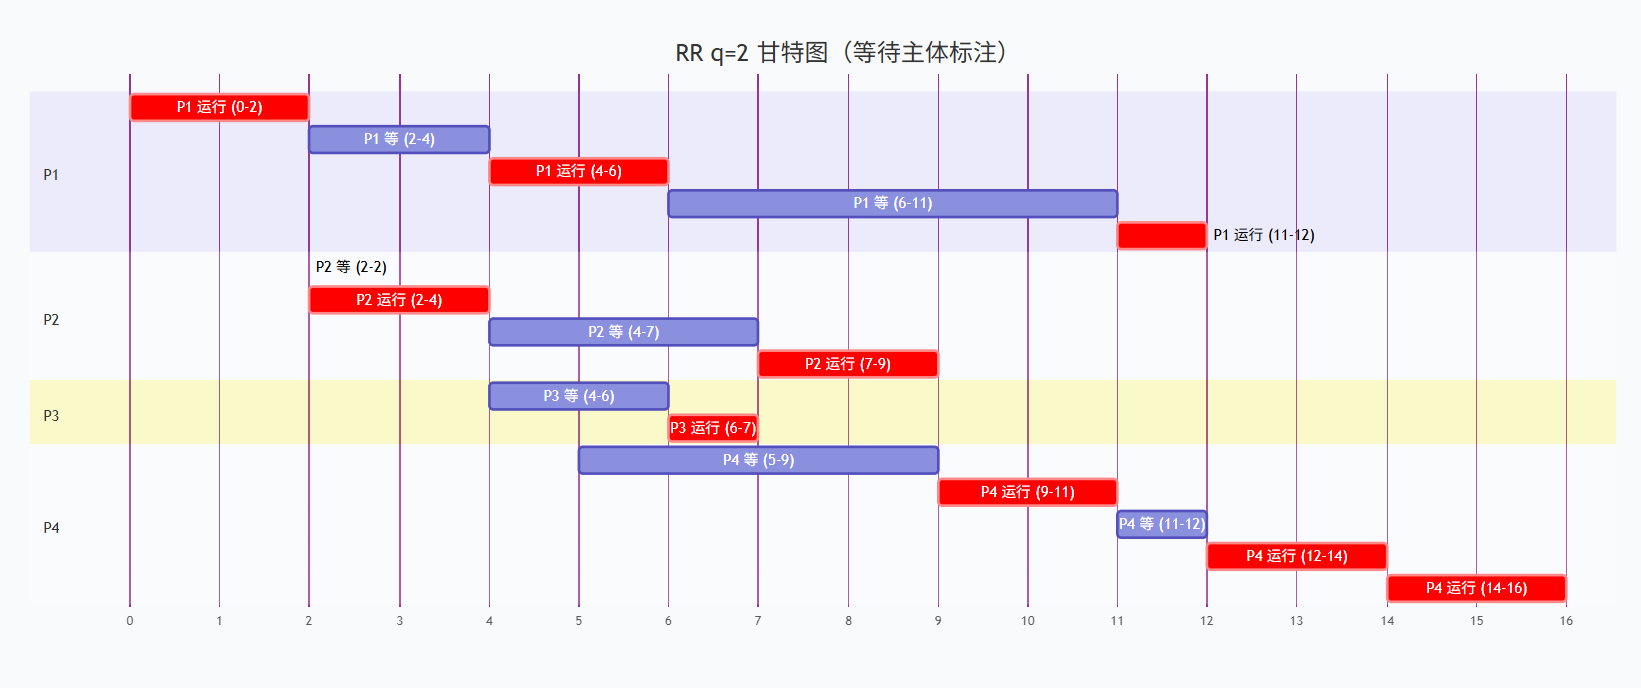 RR q=2 甘特图（等待主体标注）
P1 运行 (0-2)
P1 等 (2-4)
P1 运行 (4-6)
P1
P1 等 (6-11)
P1 运行 (11-12)
P2 等 (2-2)
P2 运行 (2-4)
P2
P2 等 (4-7)
P2 运行 (7-9)
P3 等 (4-6)
P3
P3 运行 (6-7)
P4 等 (5-9)
P4 运行 (9-11)
P4
P4 等 (11-12)
P4 运行 (12-14)
P4 运行 (14-16)
0 1 2 3 4 5 6 7 8 9 10 11 12 13 14 15 16